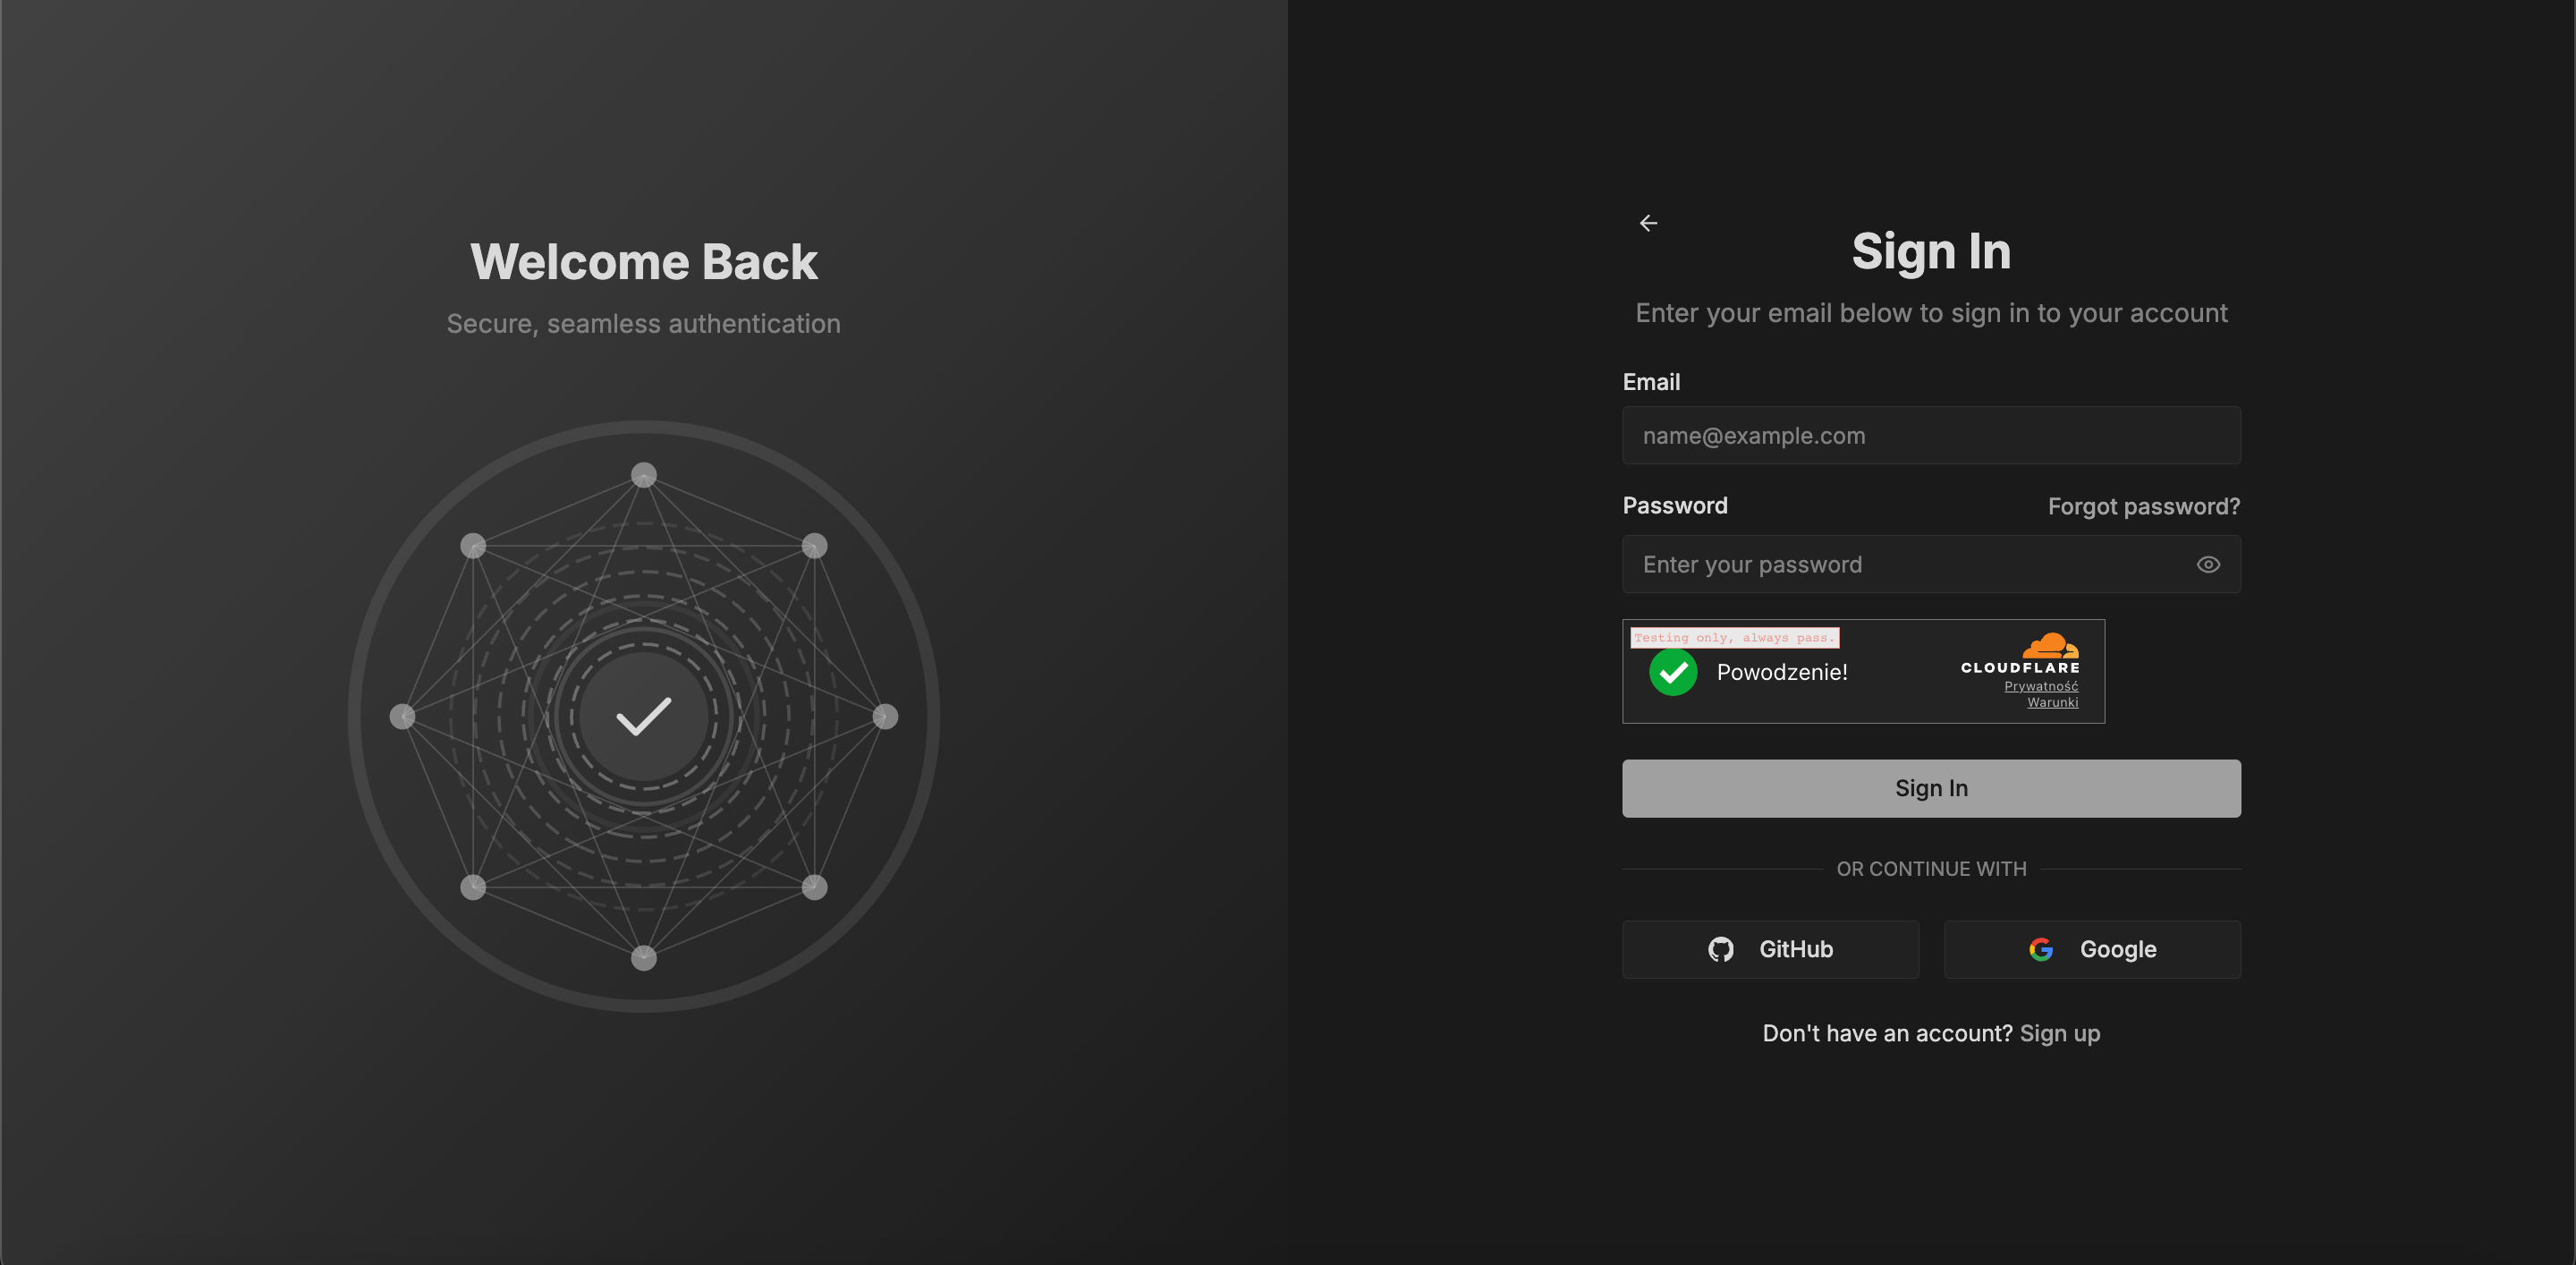 Welcome Back
Secure, seamless authentication
Sign In
Enter your email below to sign in to your account
Email
name@example.com
Password
Forgot password?
Enter your password
Testing only, always pass.
Powodzenie!
CLOUDFLARE
Prywatność
Warunki
Sign In
OR CONTINUE WITH
GitHub
Google
Don't have an account? Sign up